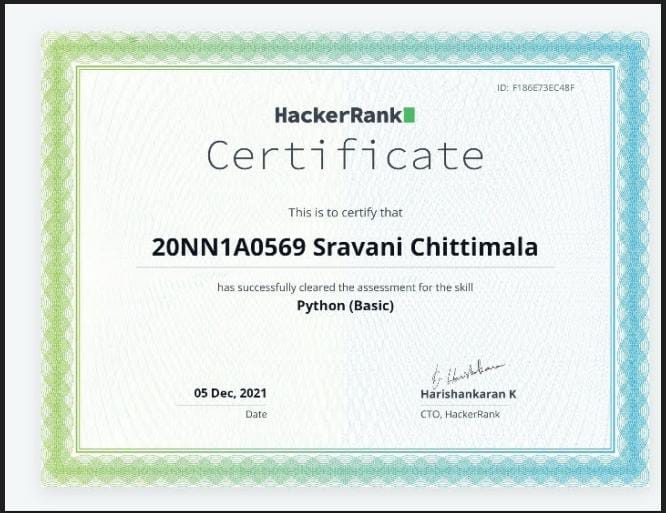 ID: F186E73EC48F
HackerRank
Certificate
This is to certify that
20NN1A0569 Sravani Chittimala
has successfully cleared the assessment for the skill
Python (Basic)
05 Dec, 2021
Date
Harishankaran K
CTO, HackerRank